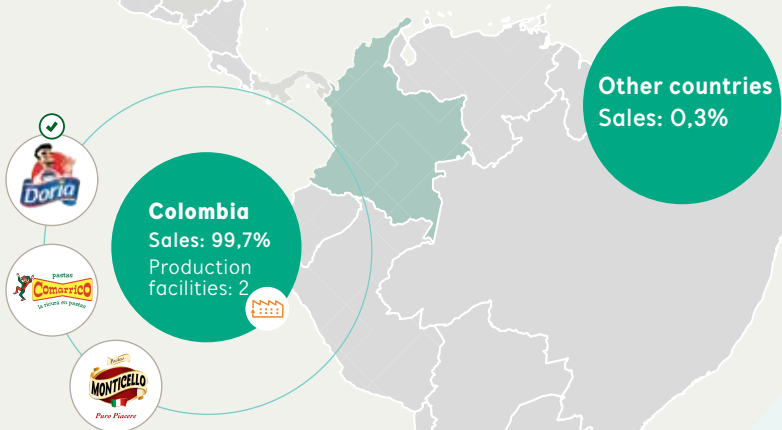 Other countries
Sales: 0,3%
Doria
Colombia
Sales: 99,7%
Production
facilities: 2
pastas
Comarrico
la ricura en pastas
Pastas
MONTICELLO
Puro Piacere